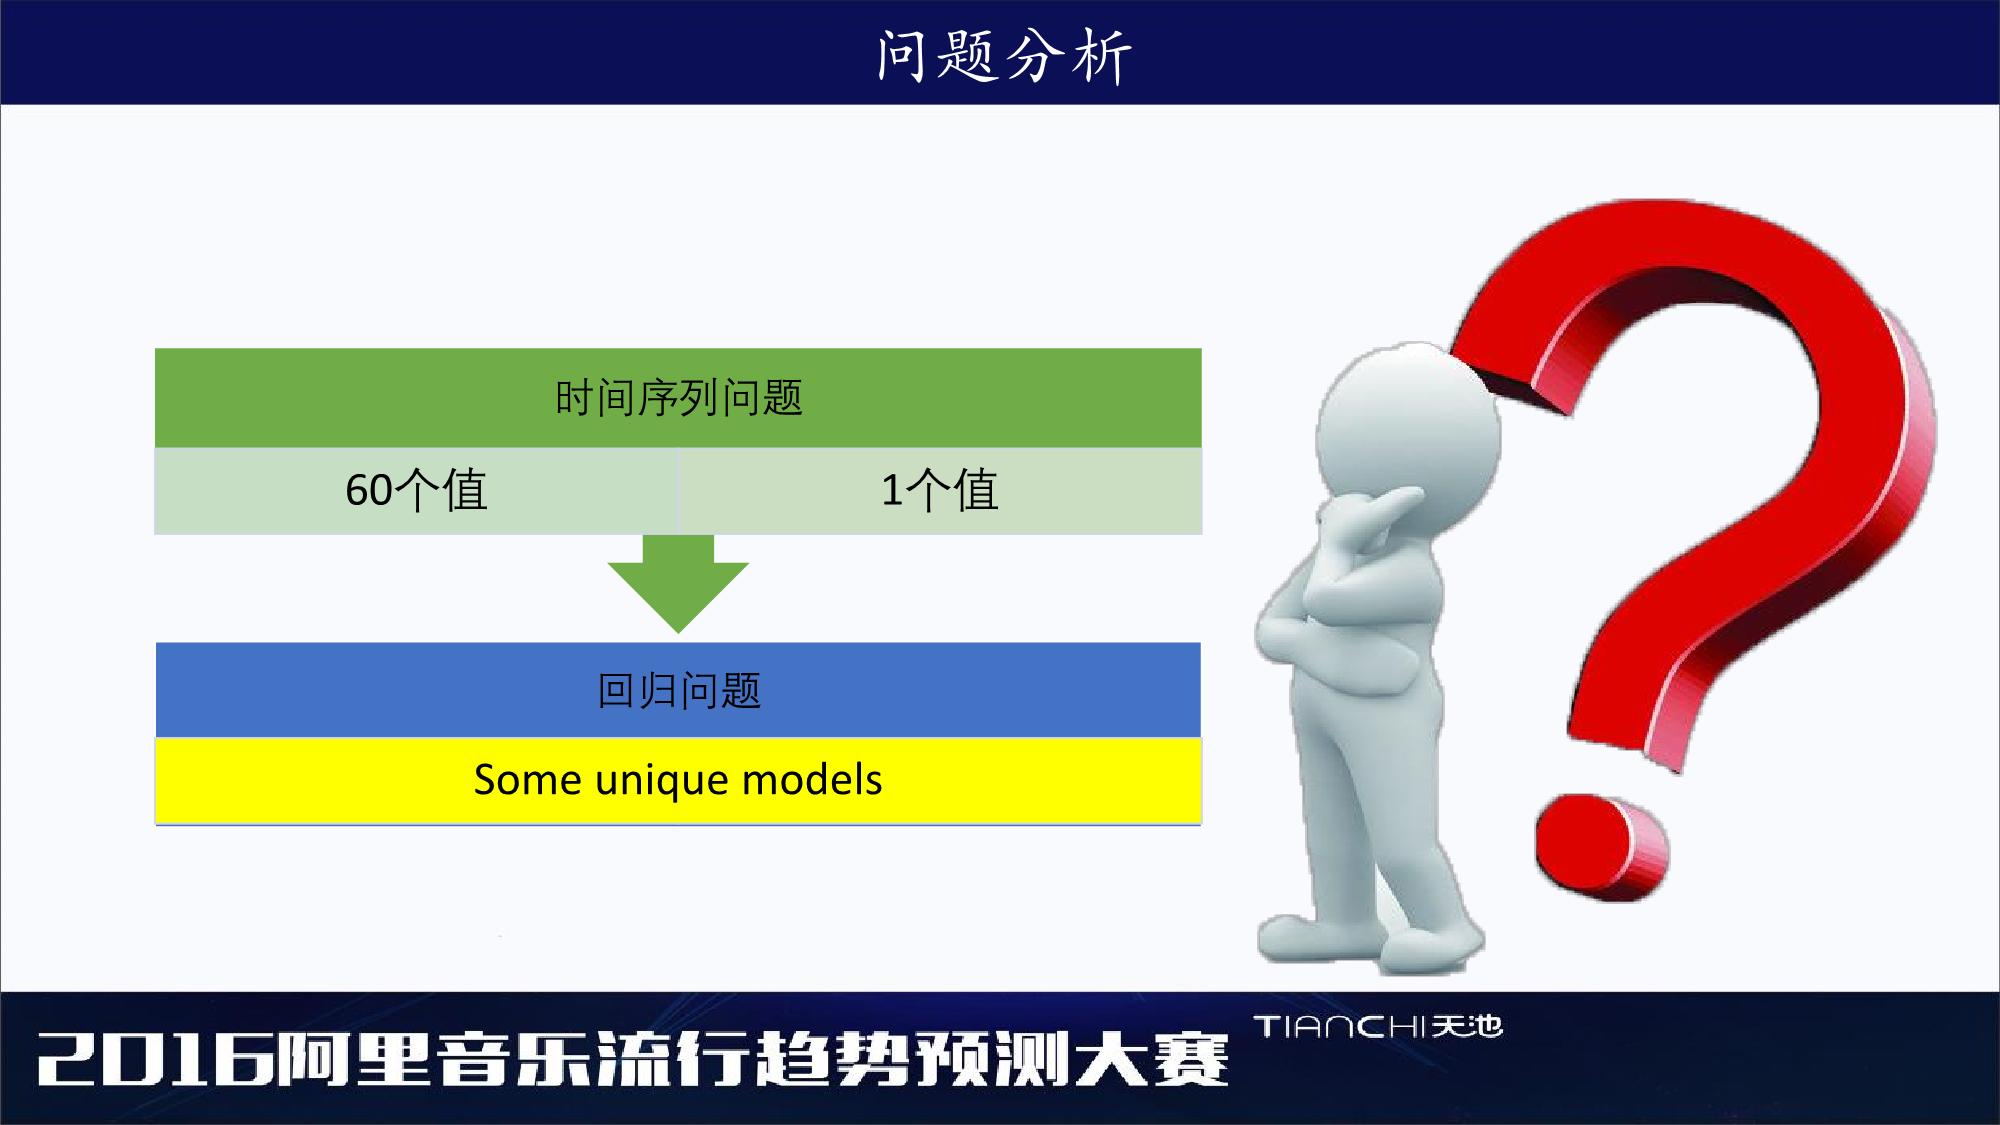 问题分析
时间序列问题
60个值
1个值
回归问题
Some unique models
2016阿里音乐流行趋势预测大赛
TIANCHI天池